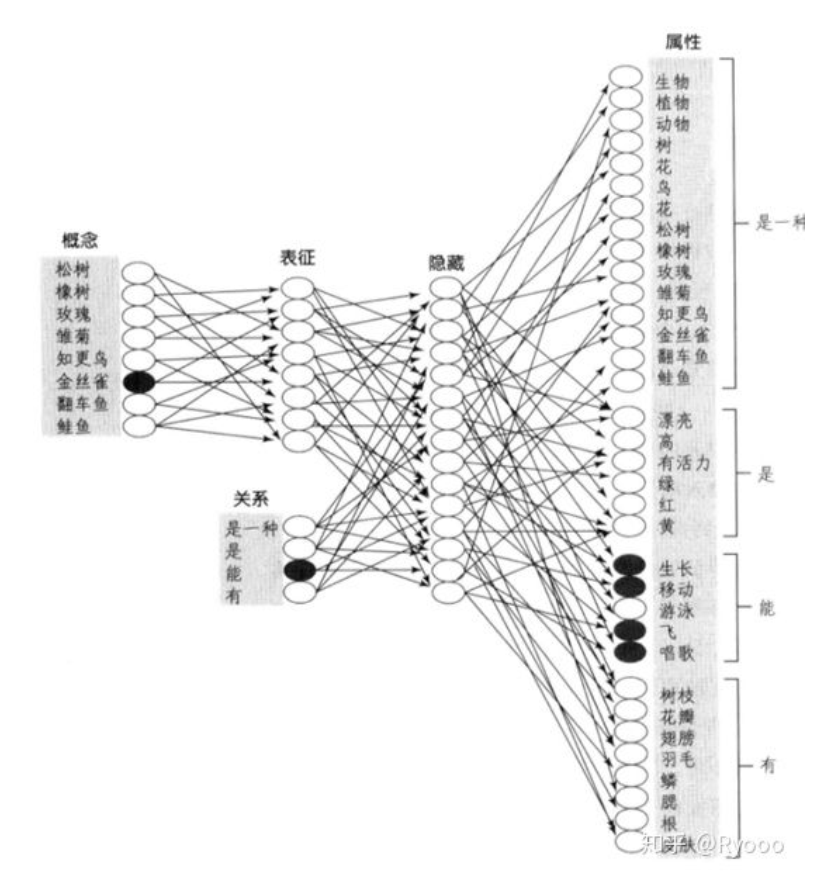 属性
生物
植物
动物
树
花
鸟
花
松树
橡树
玫瑰
雏菊
知更鸟
金丝雀
翻车鱼
鲑鱼
是一种
概念
松树
橡树
玫瑰
雏菊
知更鸟
金丝雀
翻车鱼
鲑鱼
表征
隐藏
漂亮
高
有活力
绿
红
黄
是
关系
是一种
是
能
有
生长
移动
游泳
飞
唱歌
能
树枝
花瓣
翅膀
羽毛
鳞
腮
根
有
知乎 @Ryooo